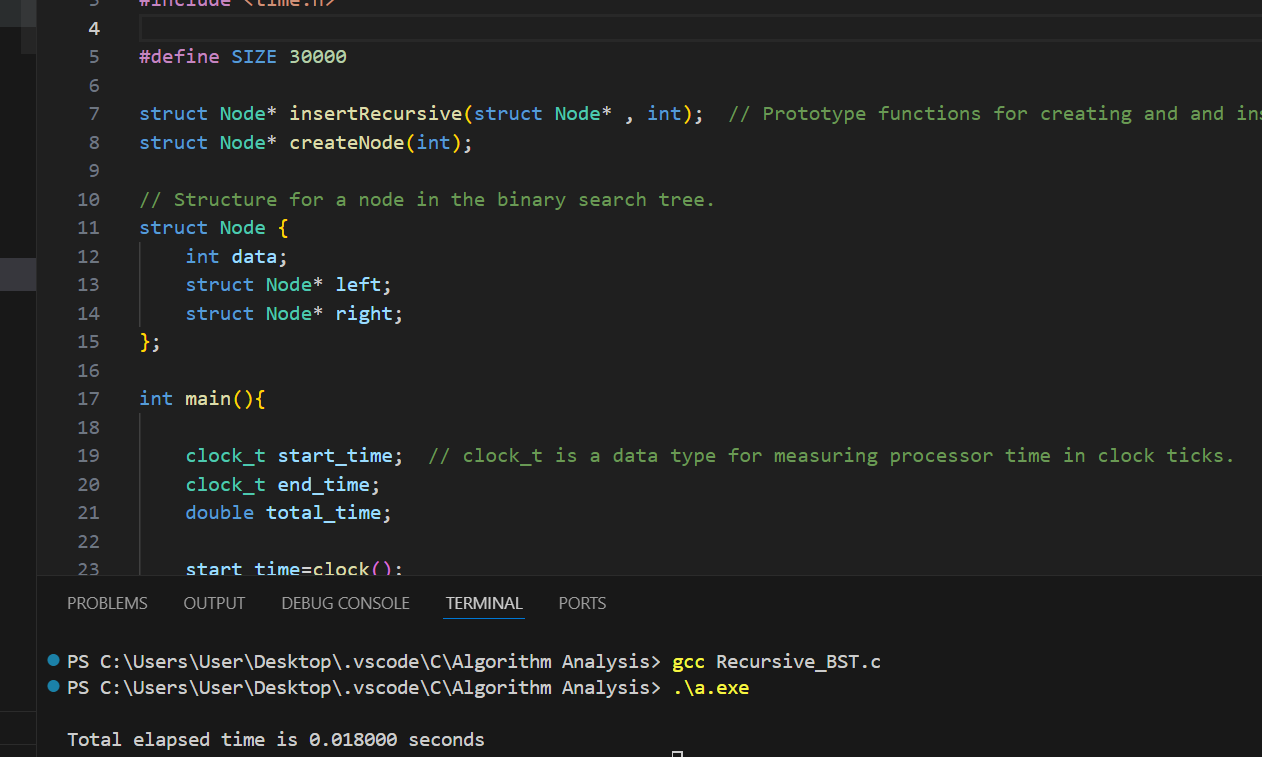 3 #include <time.h>
4
5 #define SIZE 30000
6
7 struct Node* insertRecursive(struct Node* , int);  // Prototype functions for creating and and ins
8 struct Node* createNode(int);
9
10 // Structure for a node in the binary search tree.
11 struct Node {
12     int data;
13     struct Node* left;
14     struct Node* right;
15 };
16
17 int main(){
18
19     clock_t start_time;  // clock_t is a data type for measuring processor time in clock ticks.
20     clock_t end_time;
21     double total_time;
22
23     start_time=clock();
PROBLEMS OUTPUT DEBUG CONSOLE TERMINAL PORTS
PS C:\Users\User\Desktop\.vscode\C\Algorithm Analysis> gcc Recursive_BST.c
PS C:\Users\User\Desktop\.vscode\C\Algorithm Analysis> .\a.exe
Total elapsed time is 0.018000 seconds